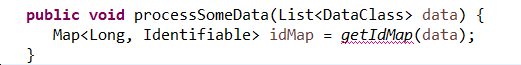 public void processSomeData(List<DataClass> data) {
Map<Long, Identifiable> idMap = getIdMap(data);
}